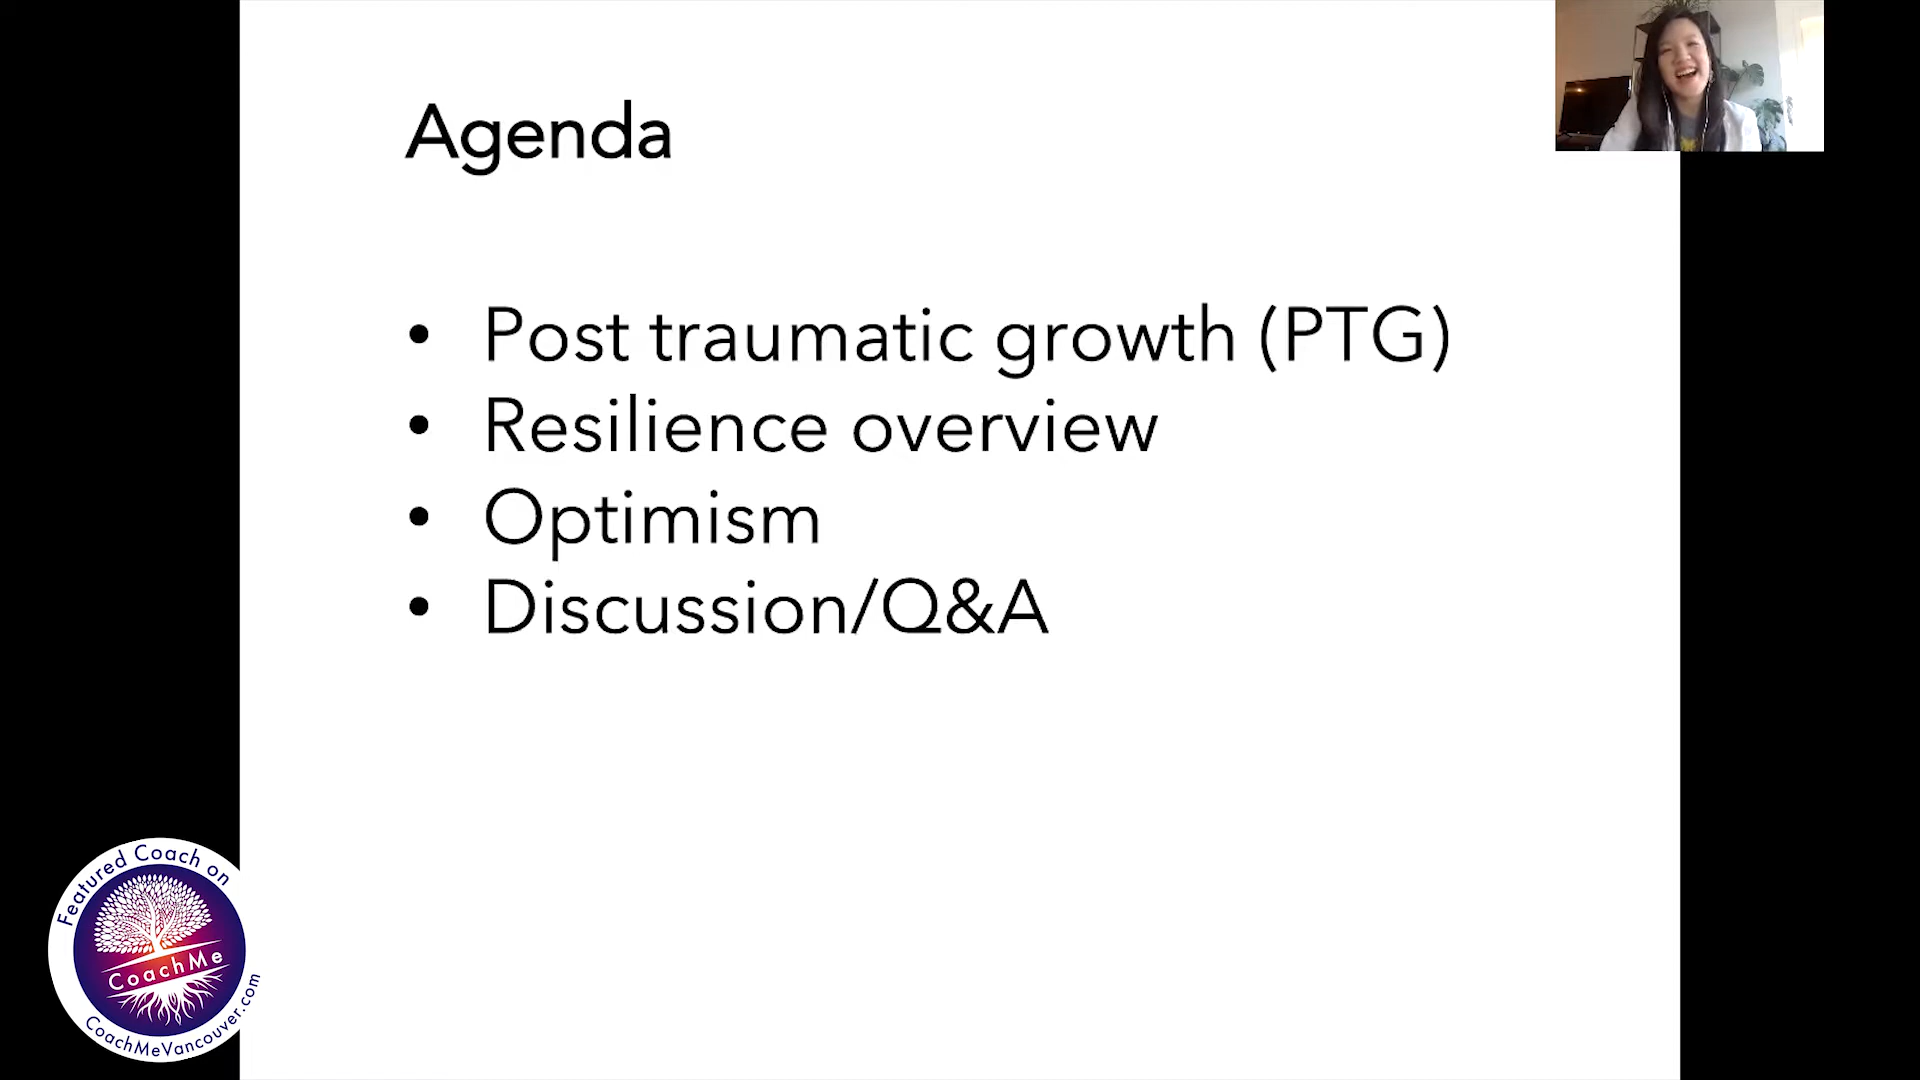 Agenda
• Post traumatic growth (PTG)
• Resilience overview
• Optimism
• Discussion/Q&A
Featured Coach on
CoachMe
CoachMeVancouver.com